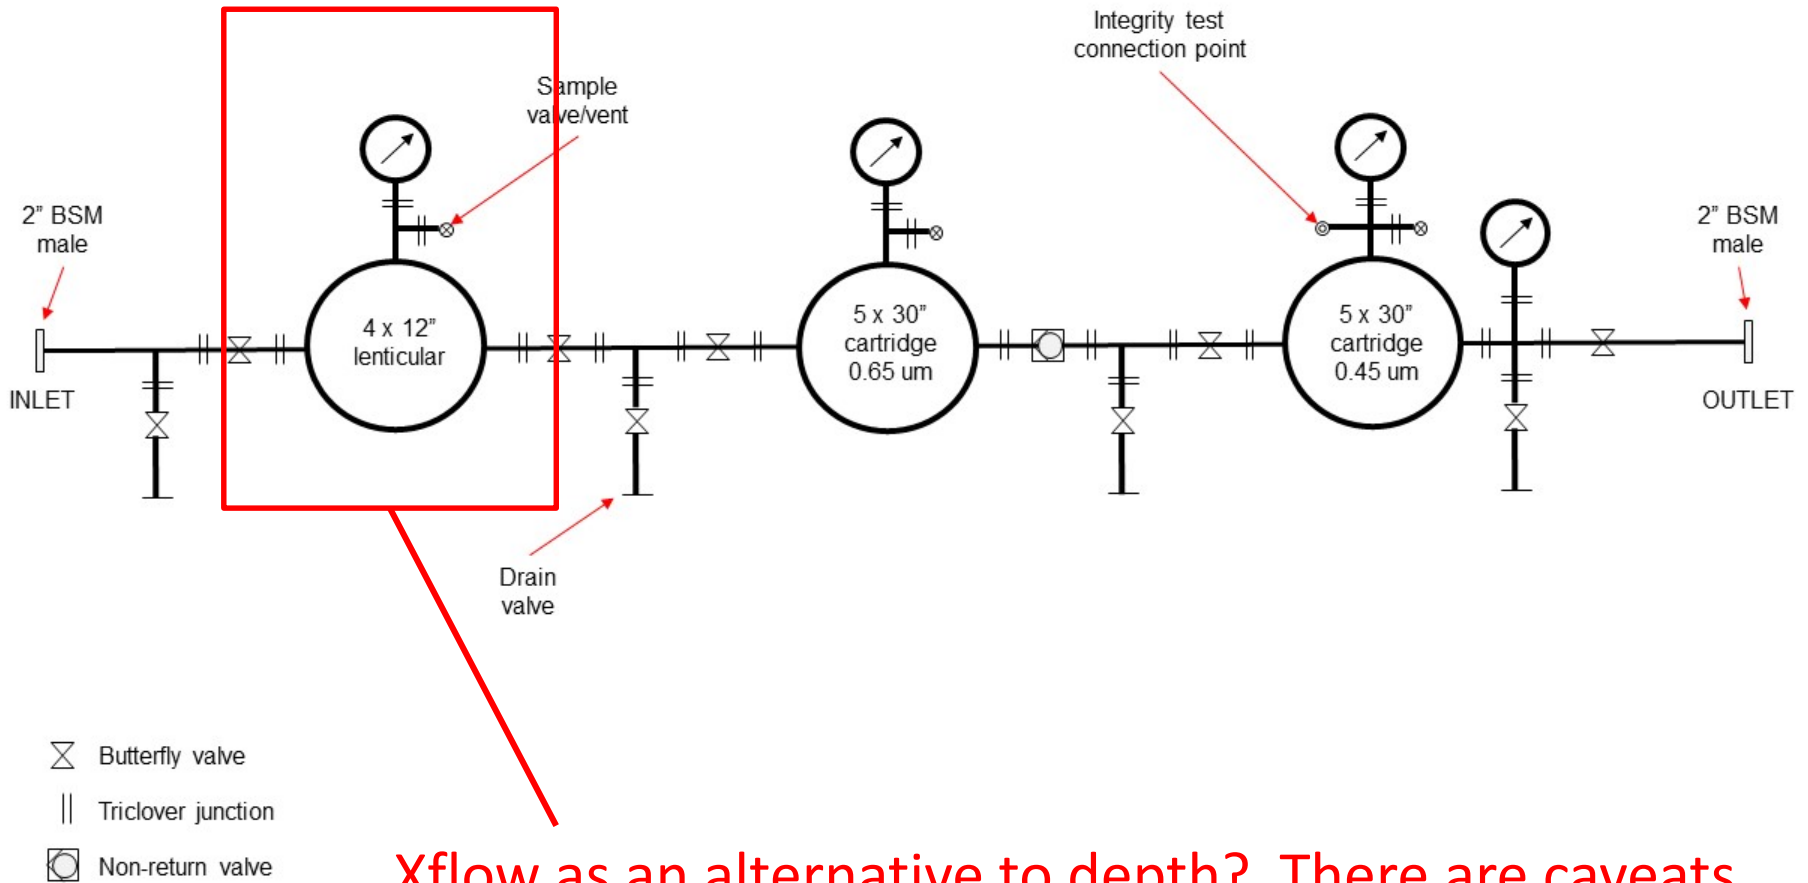 Integrity test
connection point
Sample
valve/vent
2” BSM
male
2” BSM
male
4 x 12”
lenticular
5 x 30”
cartridge
0.65 um
5 x 30”
cartridge
0.45 um
INLET
OUTLET
Drain
valve
Butterfly valve
Triclover junction
Non-return valve
Xflow as an alternative to depth? There are caveats